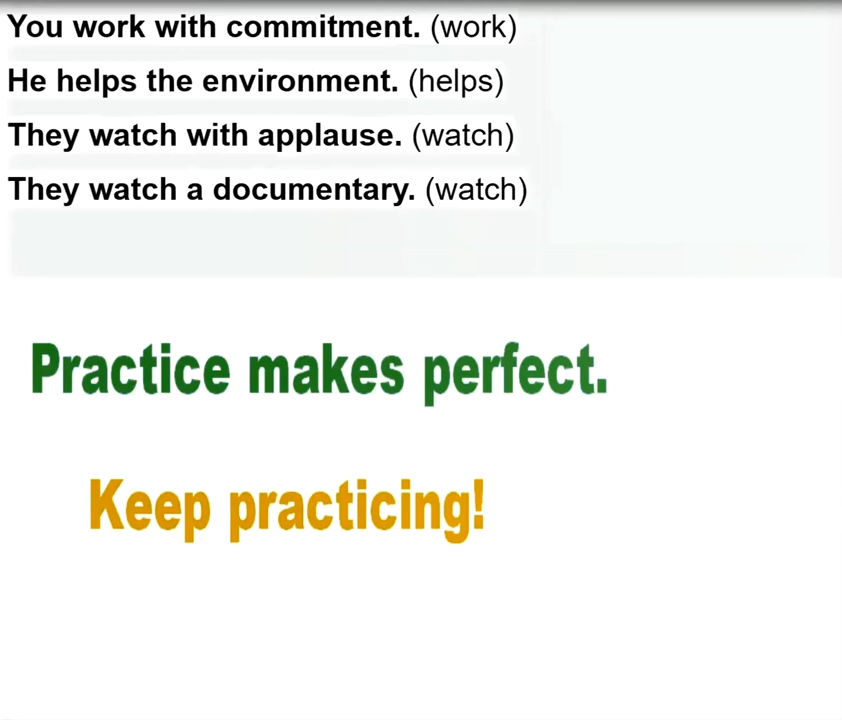 You work with commitment. (work)
He helps the environment. (helps)
They watch with applause. (watch)
They watch a documentary. (watch)
Practice makes perfect.
Keep practicing!